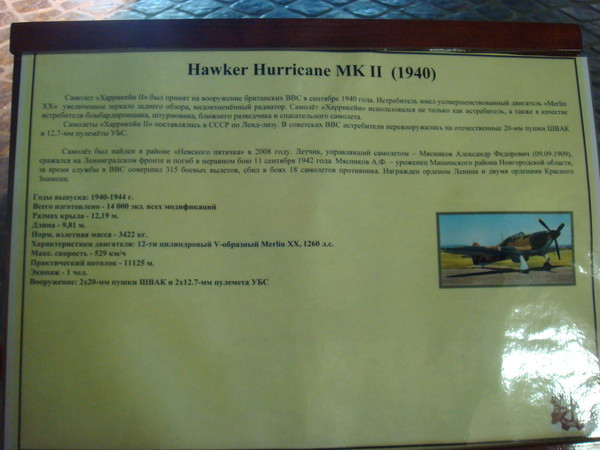 Hawker Hurricane MK II (1940)
Самолет «Харрикейн II» был принят на вооружение британских ВВС в сентябре 1940 года. Истребитель имел усовершенствованный двигатель «Merlin
XX» увеличенное зеркало заднего обзора, видоизменённый радиатор. Самолёт «Харрикейн» использовался не только как истребитель, а также в качестве
истребителя-бомбардировщика, штурмовика, ближнего разведчика и спасательного самолета.
Самолеты «Харрикейн II» поставлялись в СССР по Ленд-лизу. В советских ВВС истребители перевооружались на отечественные 20-мм пушки ШВАК
и 12,7-мм пулемёты УБС.
Самолёт был найден в районе «Невского пятачка» в 2008 году. Летчик, управлявший самолетом – Мясников Александр Федорович (09.09.1909),
сражался на Ленинградском фронте и погиб в неравном бою 11 сентября 1942 года. Мясников А.Ф. – уроженец Машинского района Новгородской области,
за время службы в ВВС совершил 315 боевых вылетов, сбил в боях 18 самолетов противника. Награжден орденом Ленина и двумя орденами Красного
Знамени.
Годы выпуска: 1940-1944 г.
Всего изготовлено - 14 000 экз. всех модификаций
Размах крыла - 12,19 м.
Длина - 9,81 м.
Норм. взлетная масса - 3422 кг.
Характеристики двигателя: 12-ти цилиндровый V-образный Merlin XX, 1260 л.с.
Макс. скорость - 529 км/ч
Практический потолок - 11125 м.
Экипаж - 1 чел.
Вооружение: 2х20-мм пушки ШВАК и 2х12.7-мм пулемета УБС